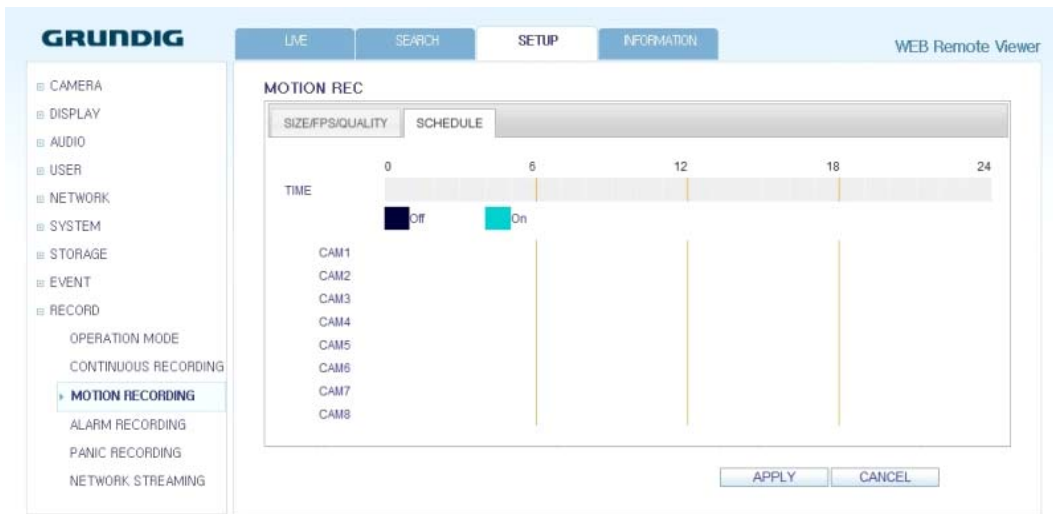 GRUNDIG
LIVE SEARCH SETUP INFORMATION
WEB Remote Viewer
CAMERA
DISPLAY
AUDIO
USER
NETWORK
SYSTEM
STORAGE
EVENT
RECORD
OPERATION MODE
CONTINUOUS RECORDING
MOTION RECORDING
ALARM RECORDING
PANIC RECORDING
NETWORK STREAMING
MOTION REC
SIZE/FPS/QUALITY SCHEDULE
0 6 12 18 24
TIME
Off On
CAM1
CAM2
CAM3
CAM4
CAM5
CAM6
CAM7
CAM8
APPLY CANCEL